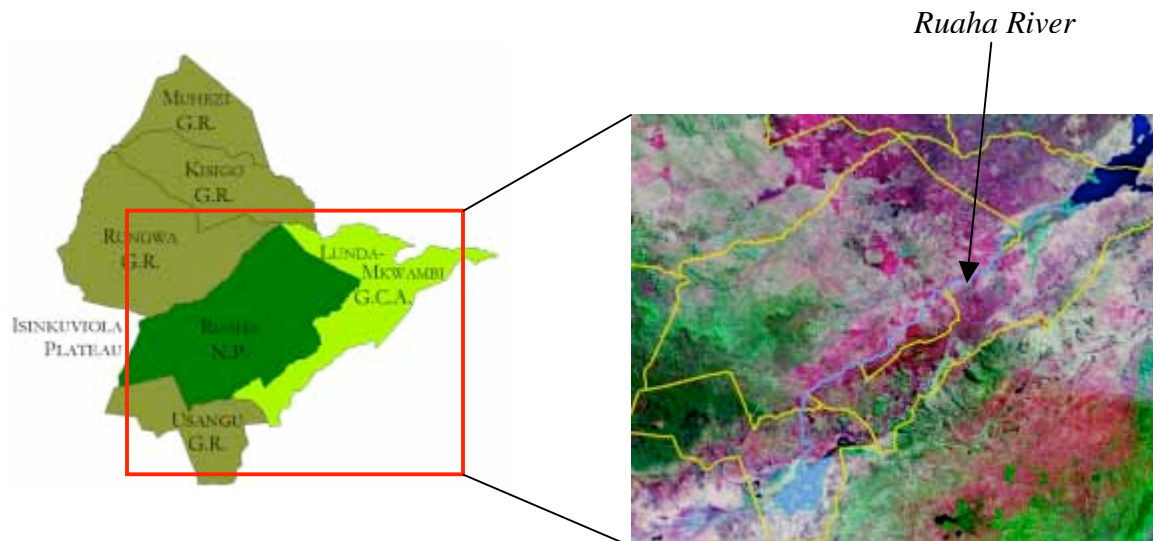 Ruaha River
MUHEZI
G.R.
KISIGO
G.R.
RUNGWA
G.R.
LUNDA-
MKWAMBI
G.C.A.
ISINKUVIOLA
PLATEAU
RUAHA
N.P.
USANGU
G.R.